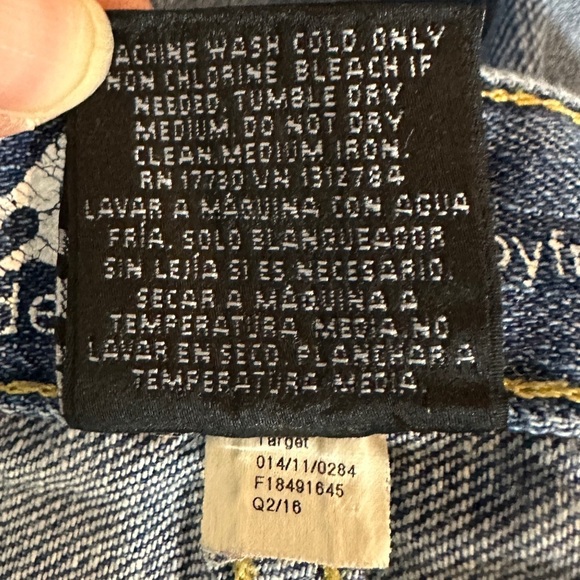 MACHINE WASH COLD. ONLY
NON CHLORINE BLEACH IF
NEEDED. TUMBLE DRY
MEDIUM. DO NOT DRY
CLEAN. MEDIUM IRON.
RN 17730 VN 1312784
LAVAR A MÁQUINA CON AGUA
FRÍA. SOLO BLANQUEADOR
SIN LEJÍA SI ES NECESARIO.
SECAR A MÁQUINA A
TEMPERATURA MEDIA. NO
LAVAR EN SECO. PLANCHAR A
TEMPERATURA MEDIA.
Target
014/11/0284
F18491645
Q2/16